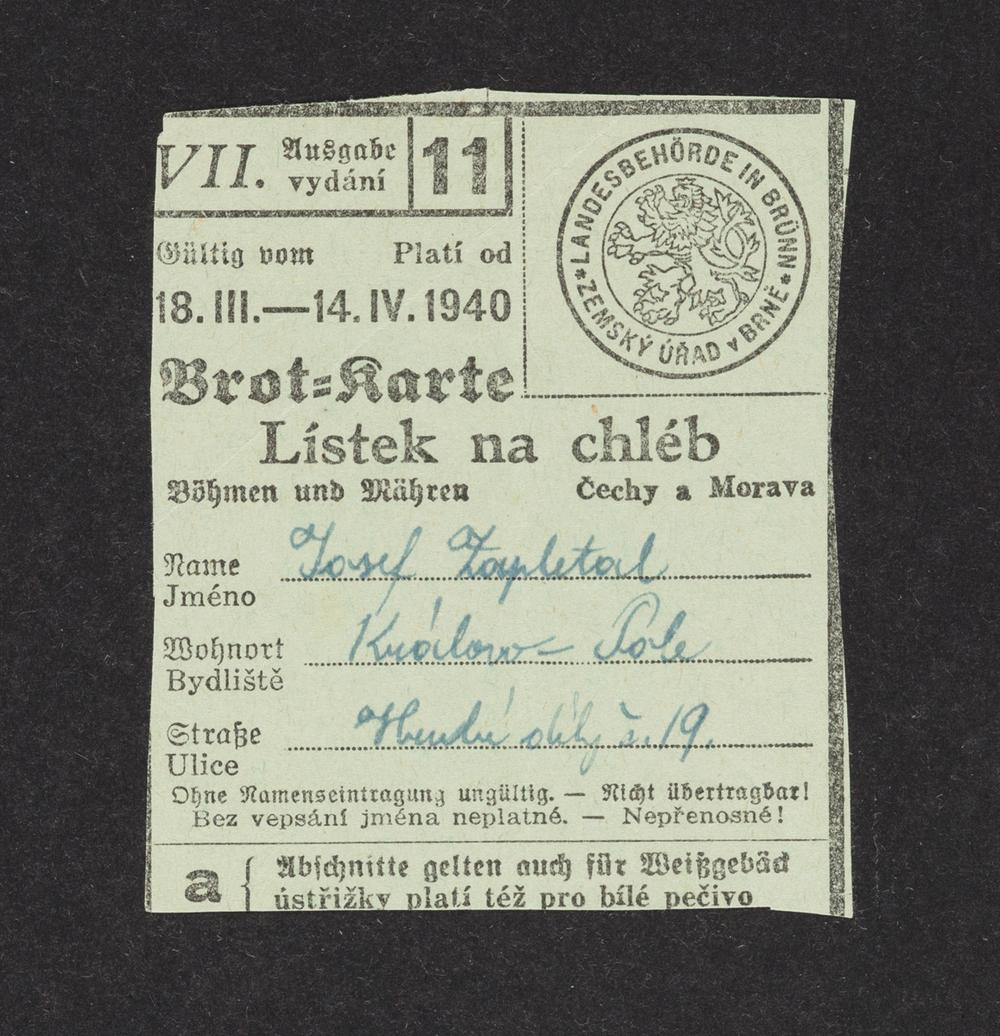 VII. Ausgabe
vydání
11
LANDESBEHÖRDE IN BRÜNN
* ZEMSKÝ ÚŘAD v BRNĚ *
Gültig vom Platí od
18. III.—14. IV. 1940
Brot=Karte
Lístek na chléb
Böhmen und Mähren Čechy a Morava
Name Josef Zapletal
Jméno
Wohnort Královo - Pole
Bydliště
Straße č. 19.
Ulice
Ohne Namenseintragung ungültig. — Nicht übertragbar!
Bez vepsání jména neplatné. — Nepřenosné!
a { Abschnitte gelten auch für Weißgebäck
ústřižky platí též pro bílé pečivo